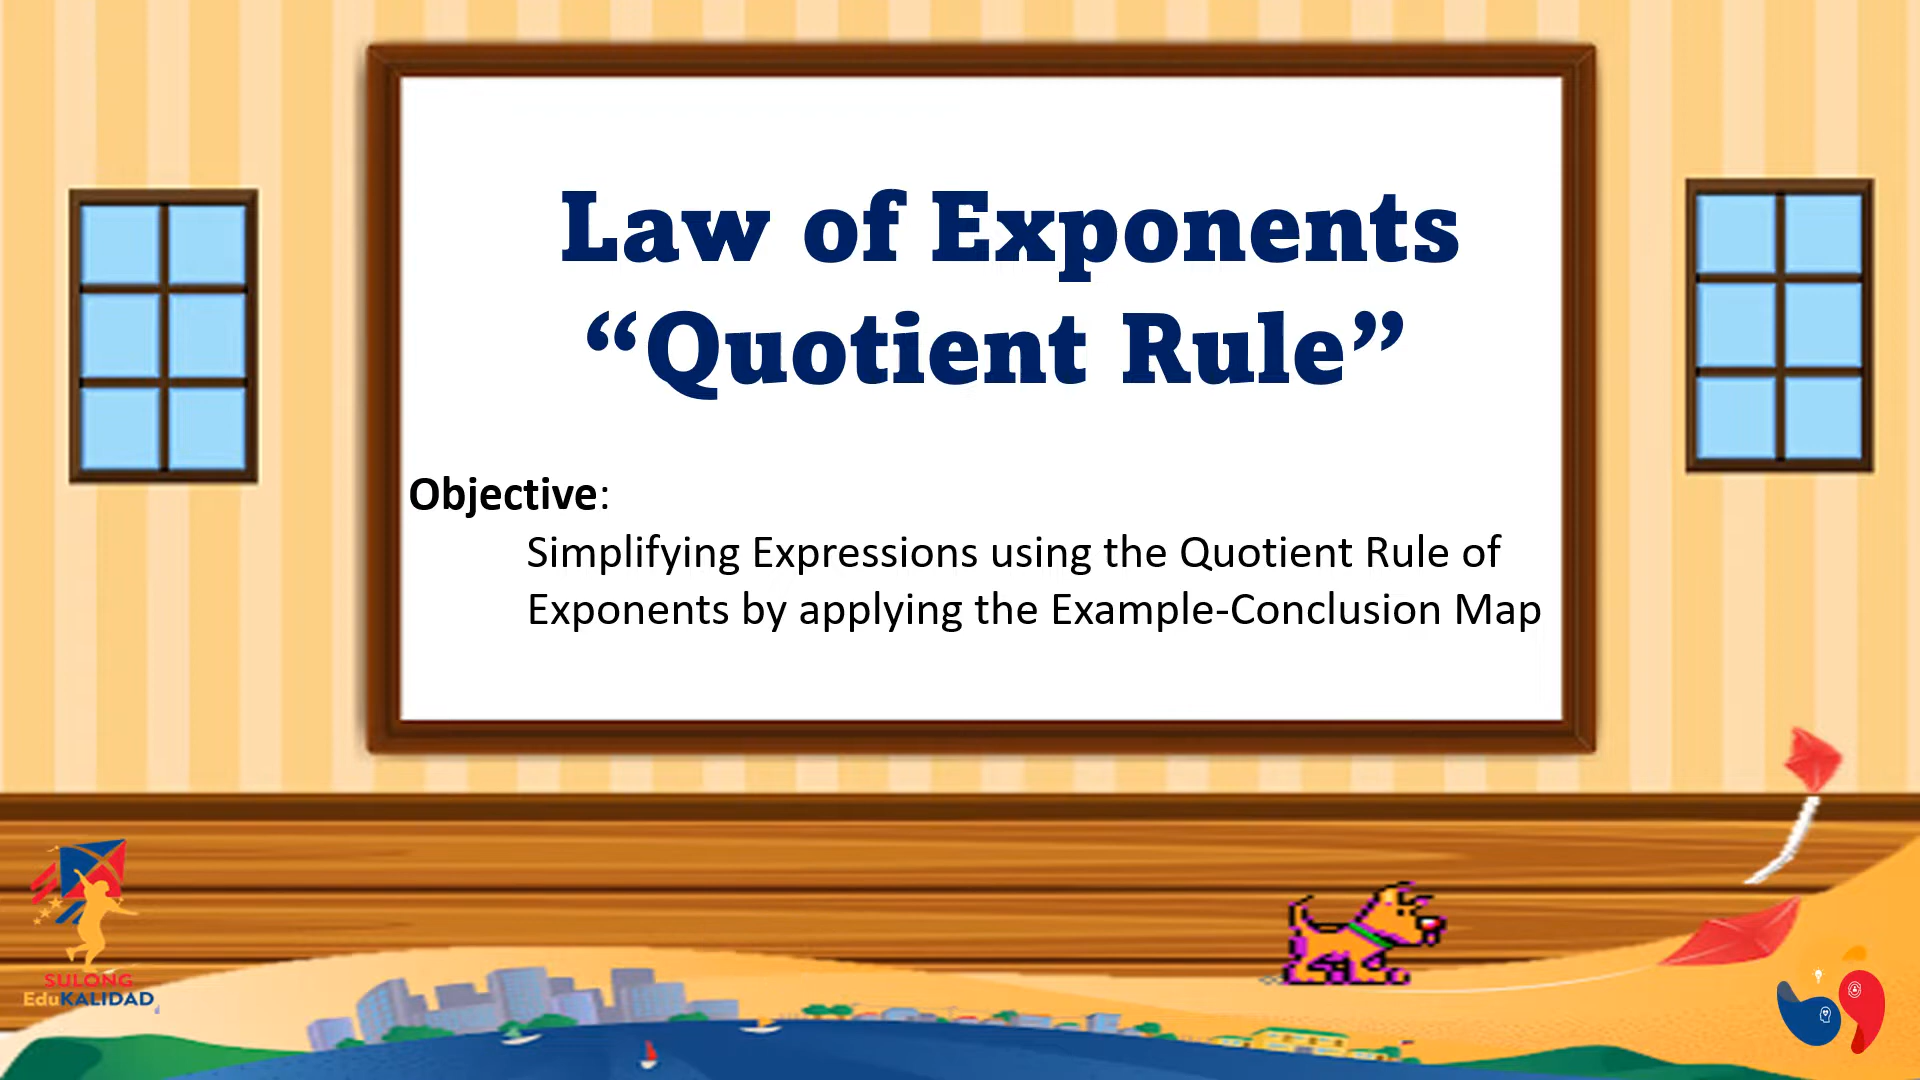 Law of Exponents
“Quotient Rule”
Objective:
Simplifying Expressions using the Quotient Rule of
Exponents by applying the Example-Conclusion Map
SULONG
EduKALIDAD